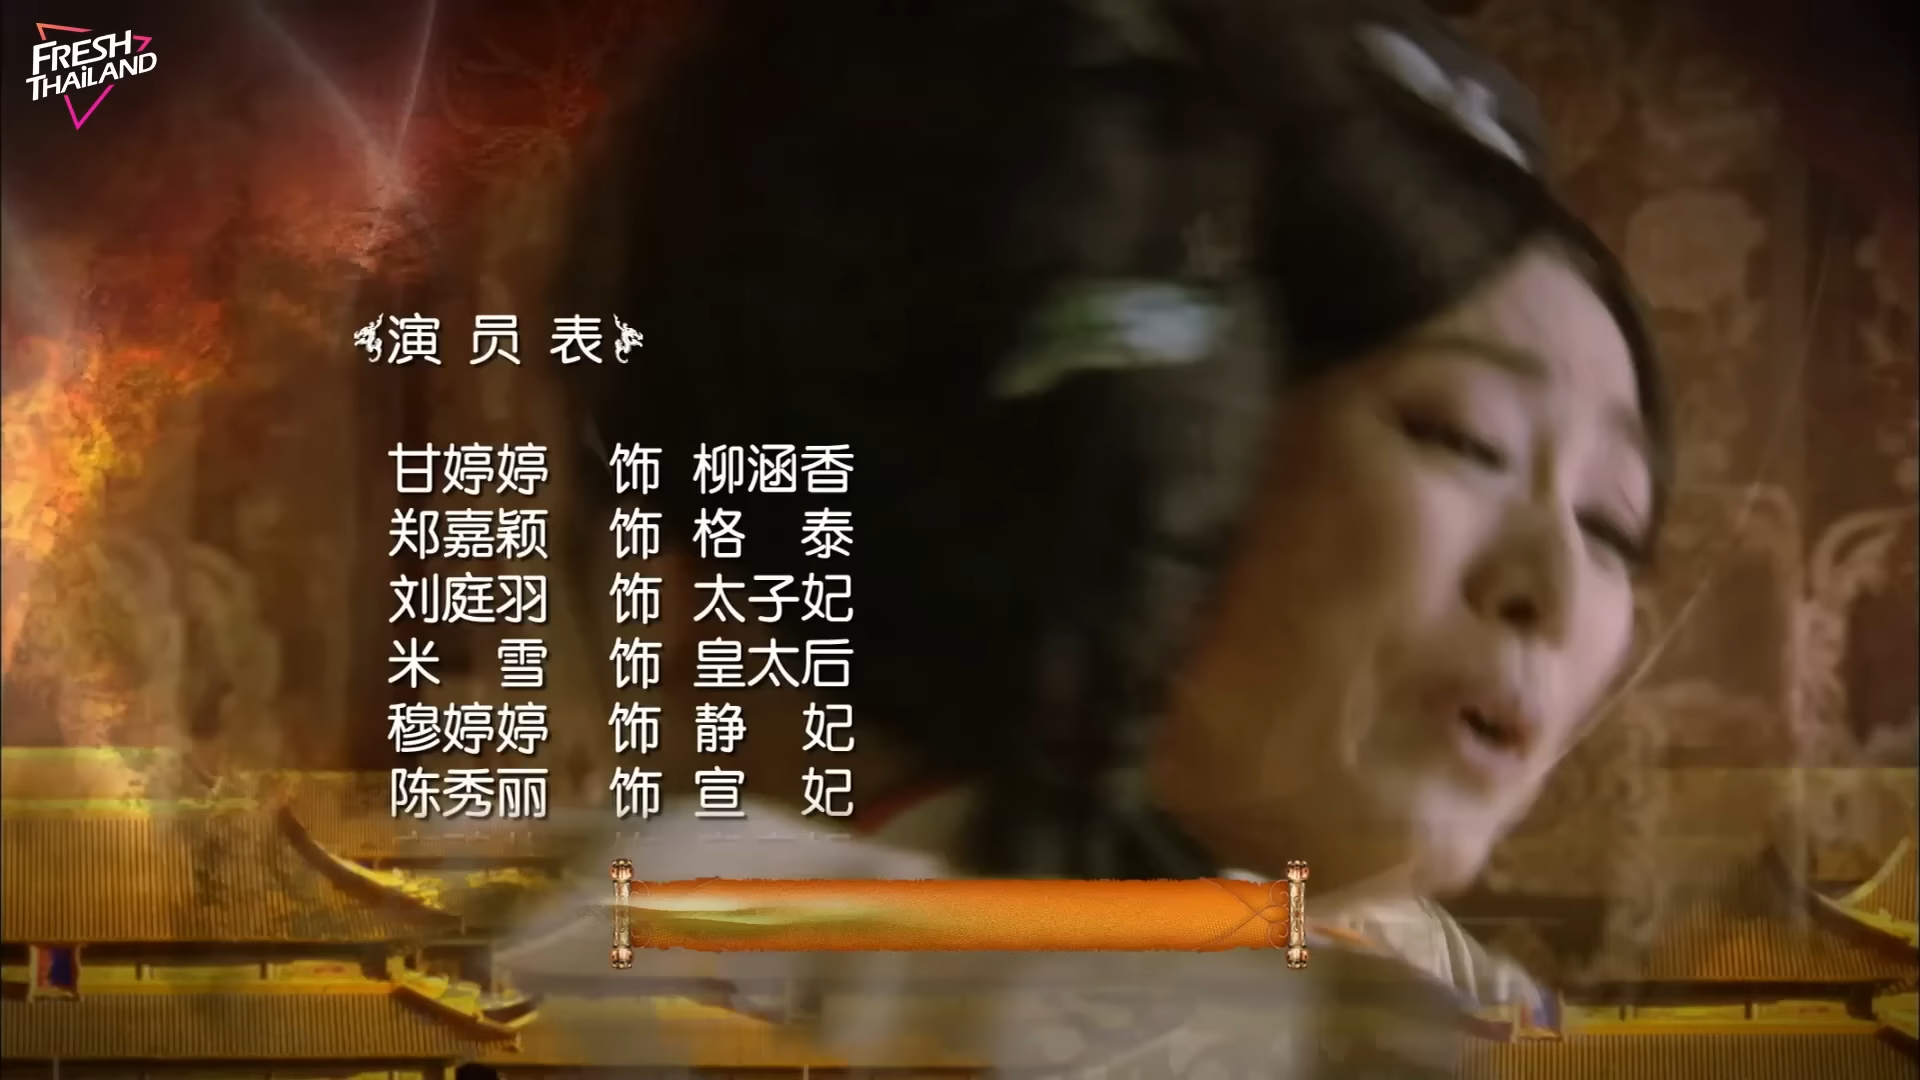 FRESH
THAILAND
演员表
甘婷婷 饰 柳涵香
郑嘉颖 饰 格泰
刘庭羽 饰 太子妃
米雪 饰 皇太后
穆婷婷 饰 静妃
陈秀丽 饰 宣妃